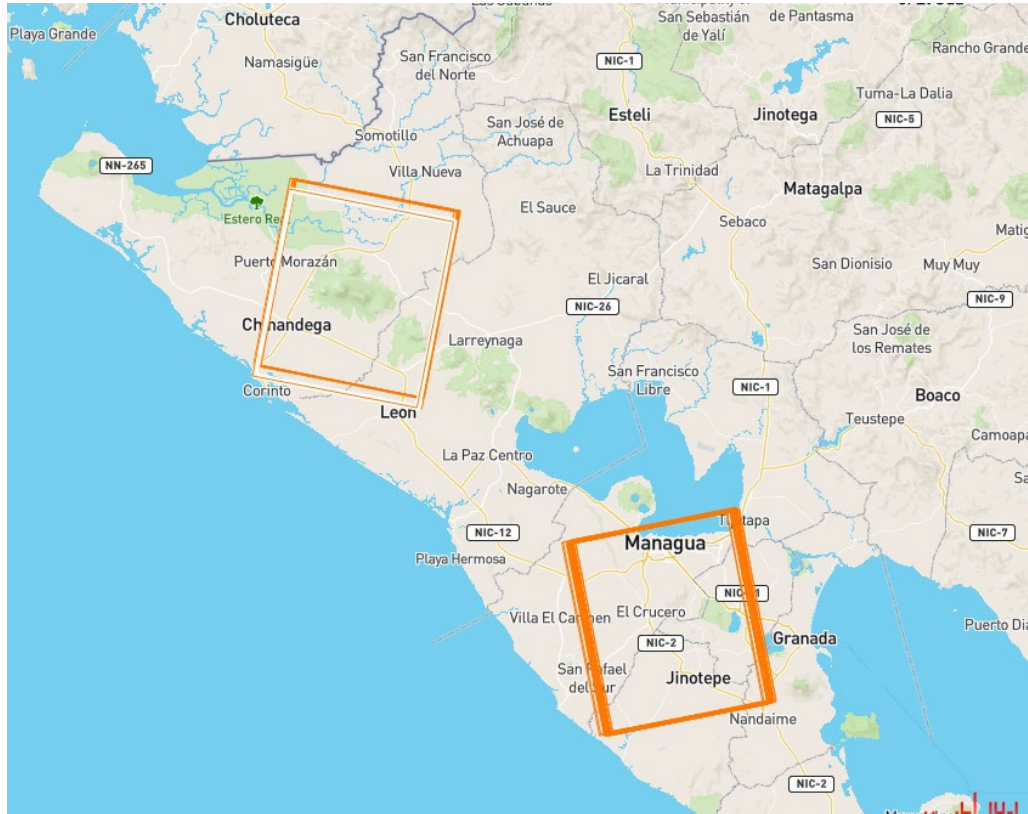 Choluteca
San Sebastián
de Yalí
de Pantasma
Playa Grande
Namasigüe
San Francisco
del Norte
NIC-1
Rancho Grande
Tuma-La Dalia
NIC-5
Esteli
Jinotega
San José de
Achuapa
Somotillo
NN-265
Villa Nueva
La Trinidad
Matagalpa
Estero
El Sauce
Sebaco
Puerto Morazán
San Dionisio
Muy Muy
El Jicaral
NIC-26
NIC-9
Chinandega
San José de
los Remates
Larreynaga
San Francisco
Libre
NIC-1
Boaco
Corinto
Leon
Teustepe
La Paz Centro
Nagarote
NIC-12
Managua
NIC-7
Playa Hermosa
Villa El Carmen
El Crucero
NIC-2
Granada
San Rafael
del Sur
Jinotepe
Nandaime
NIC-2